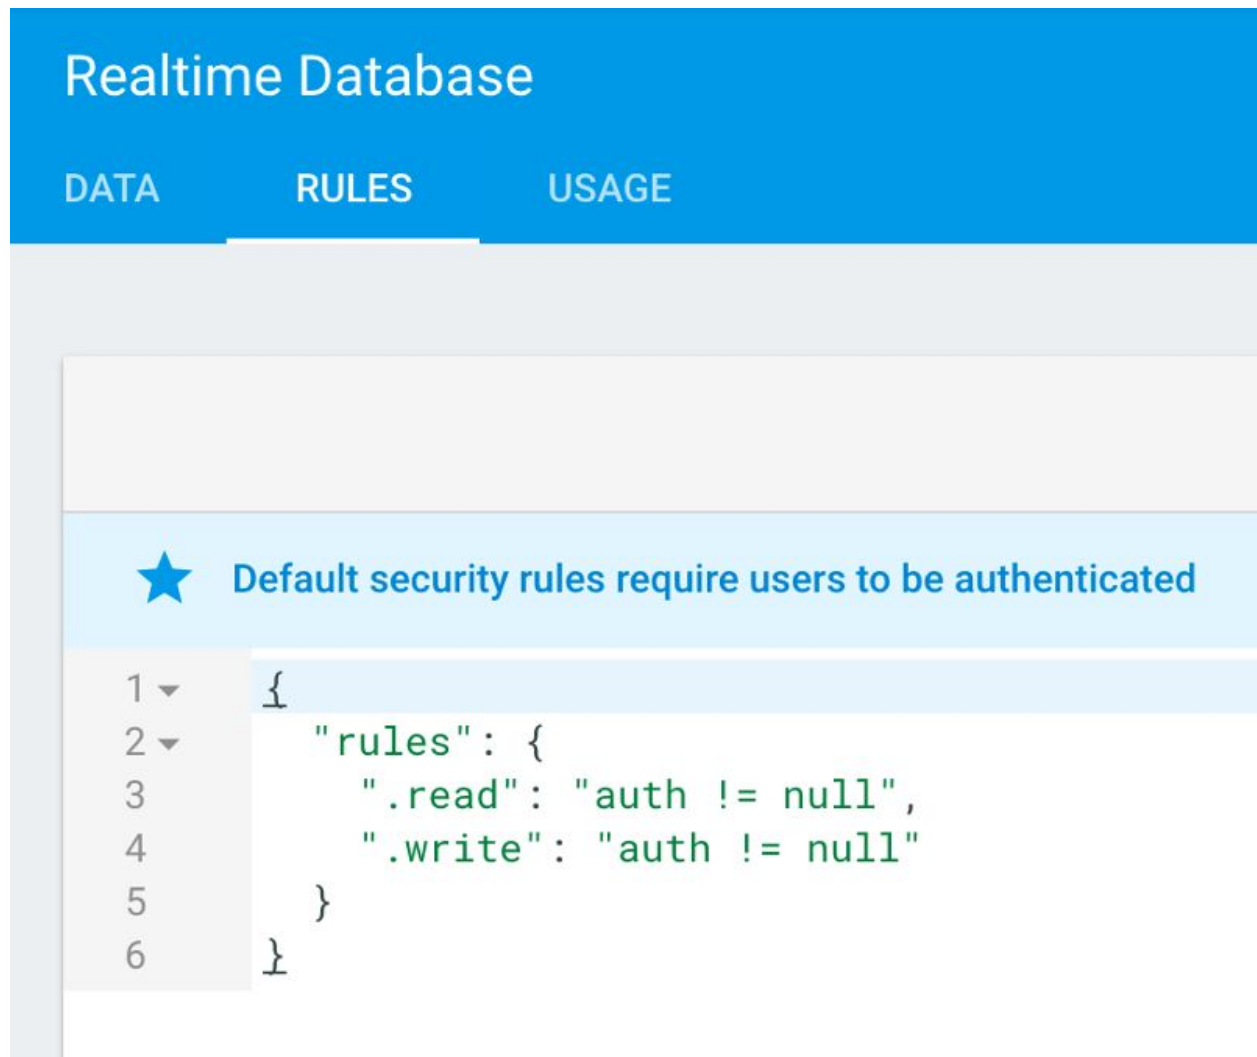 Realtime Database
DATA RULES USAGE
Default security rules require users to be authenticated
1 {
2 "rules": {
3 ".read": "auth != null",
4 ".write": "auth != null"
5 }
6 }